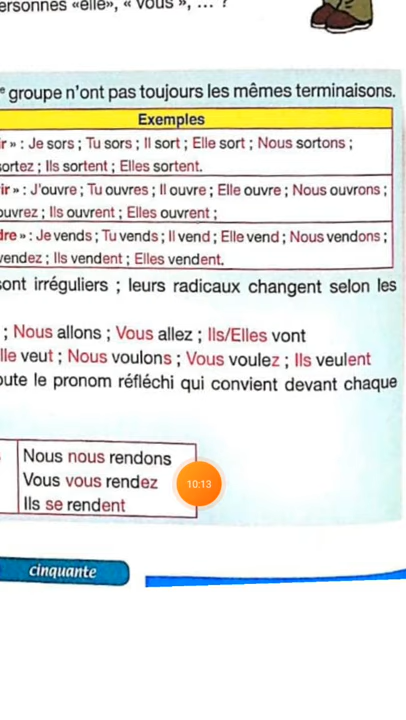 ersonnes «elle», « vous », ... ?
e groupe n'ont pas toujours les mêmes terminaisons.
Exemples
ir » : Je sors ; Tu sors ; Il sort ; Elle sort ; Nous sortons ;
ortez ; Ils sortent ; Elles sortent.
rir » : J'ouvre ; Tu ouvres ; Il ouvre ; Elle ouvre ; Nous ouvrons ;
ouvrez ; Ils ouvrent ; Elles ouvrent ;
dre » : Je vends ; Tu vends ; Il vend ; Elle vend ; Nous vendons ;
vendez ; Ils vendent ; Elles vendent.
sont irréguliers ; leurs radicaux changent selon les
; Nous allons ; Vous allez ; Ils/Elles vont
lle veut ; Nous voulons ; Vous voulez ; Ils veulent
oute le pronom réfléchi qui convient devant chaque
Nous nous rendons
Vous vous rendez
Ils se rendent
10:13
cinquante